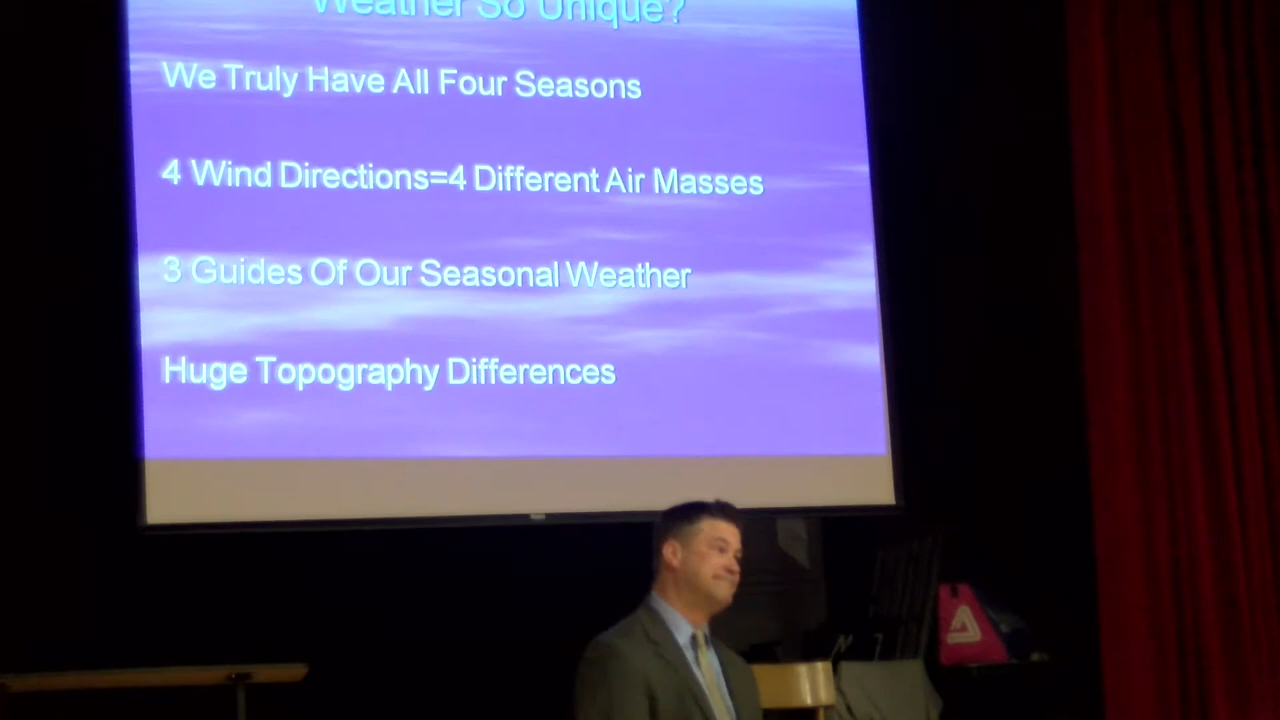 Weather So Unique?
We Truly Have All Four Seasons
4 Wind Directions=4 Different Air Masses
3 Guides Of Our Seasonal Weather
Huge Topography Differences